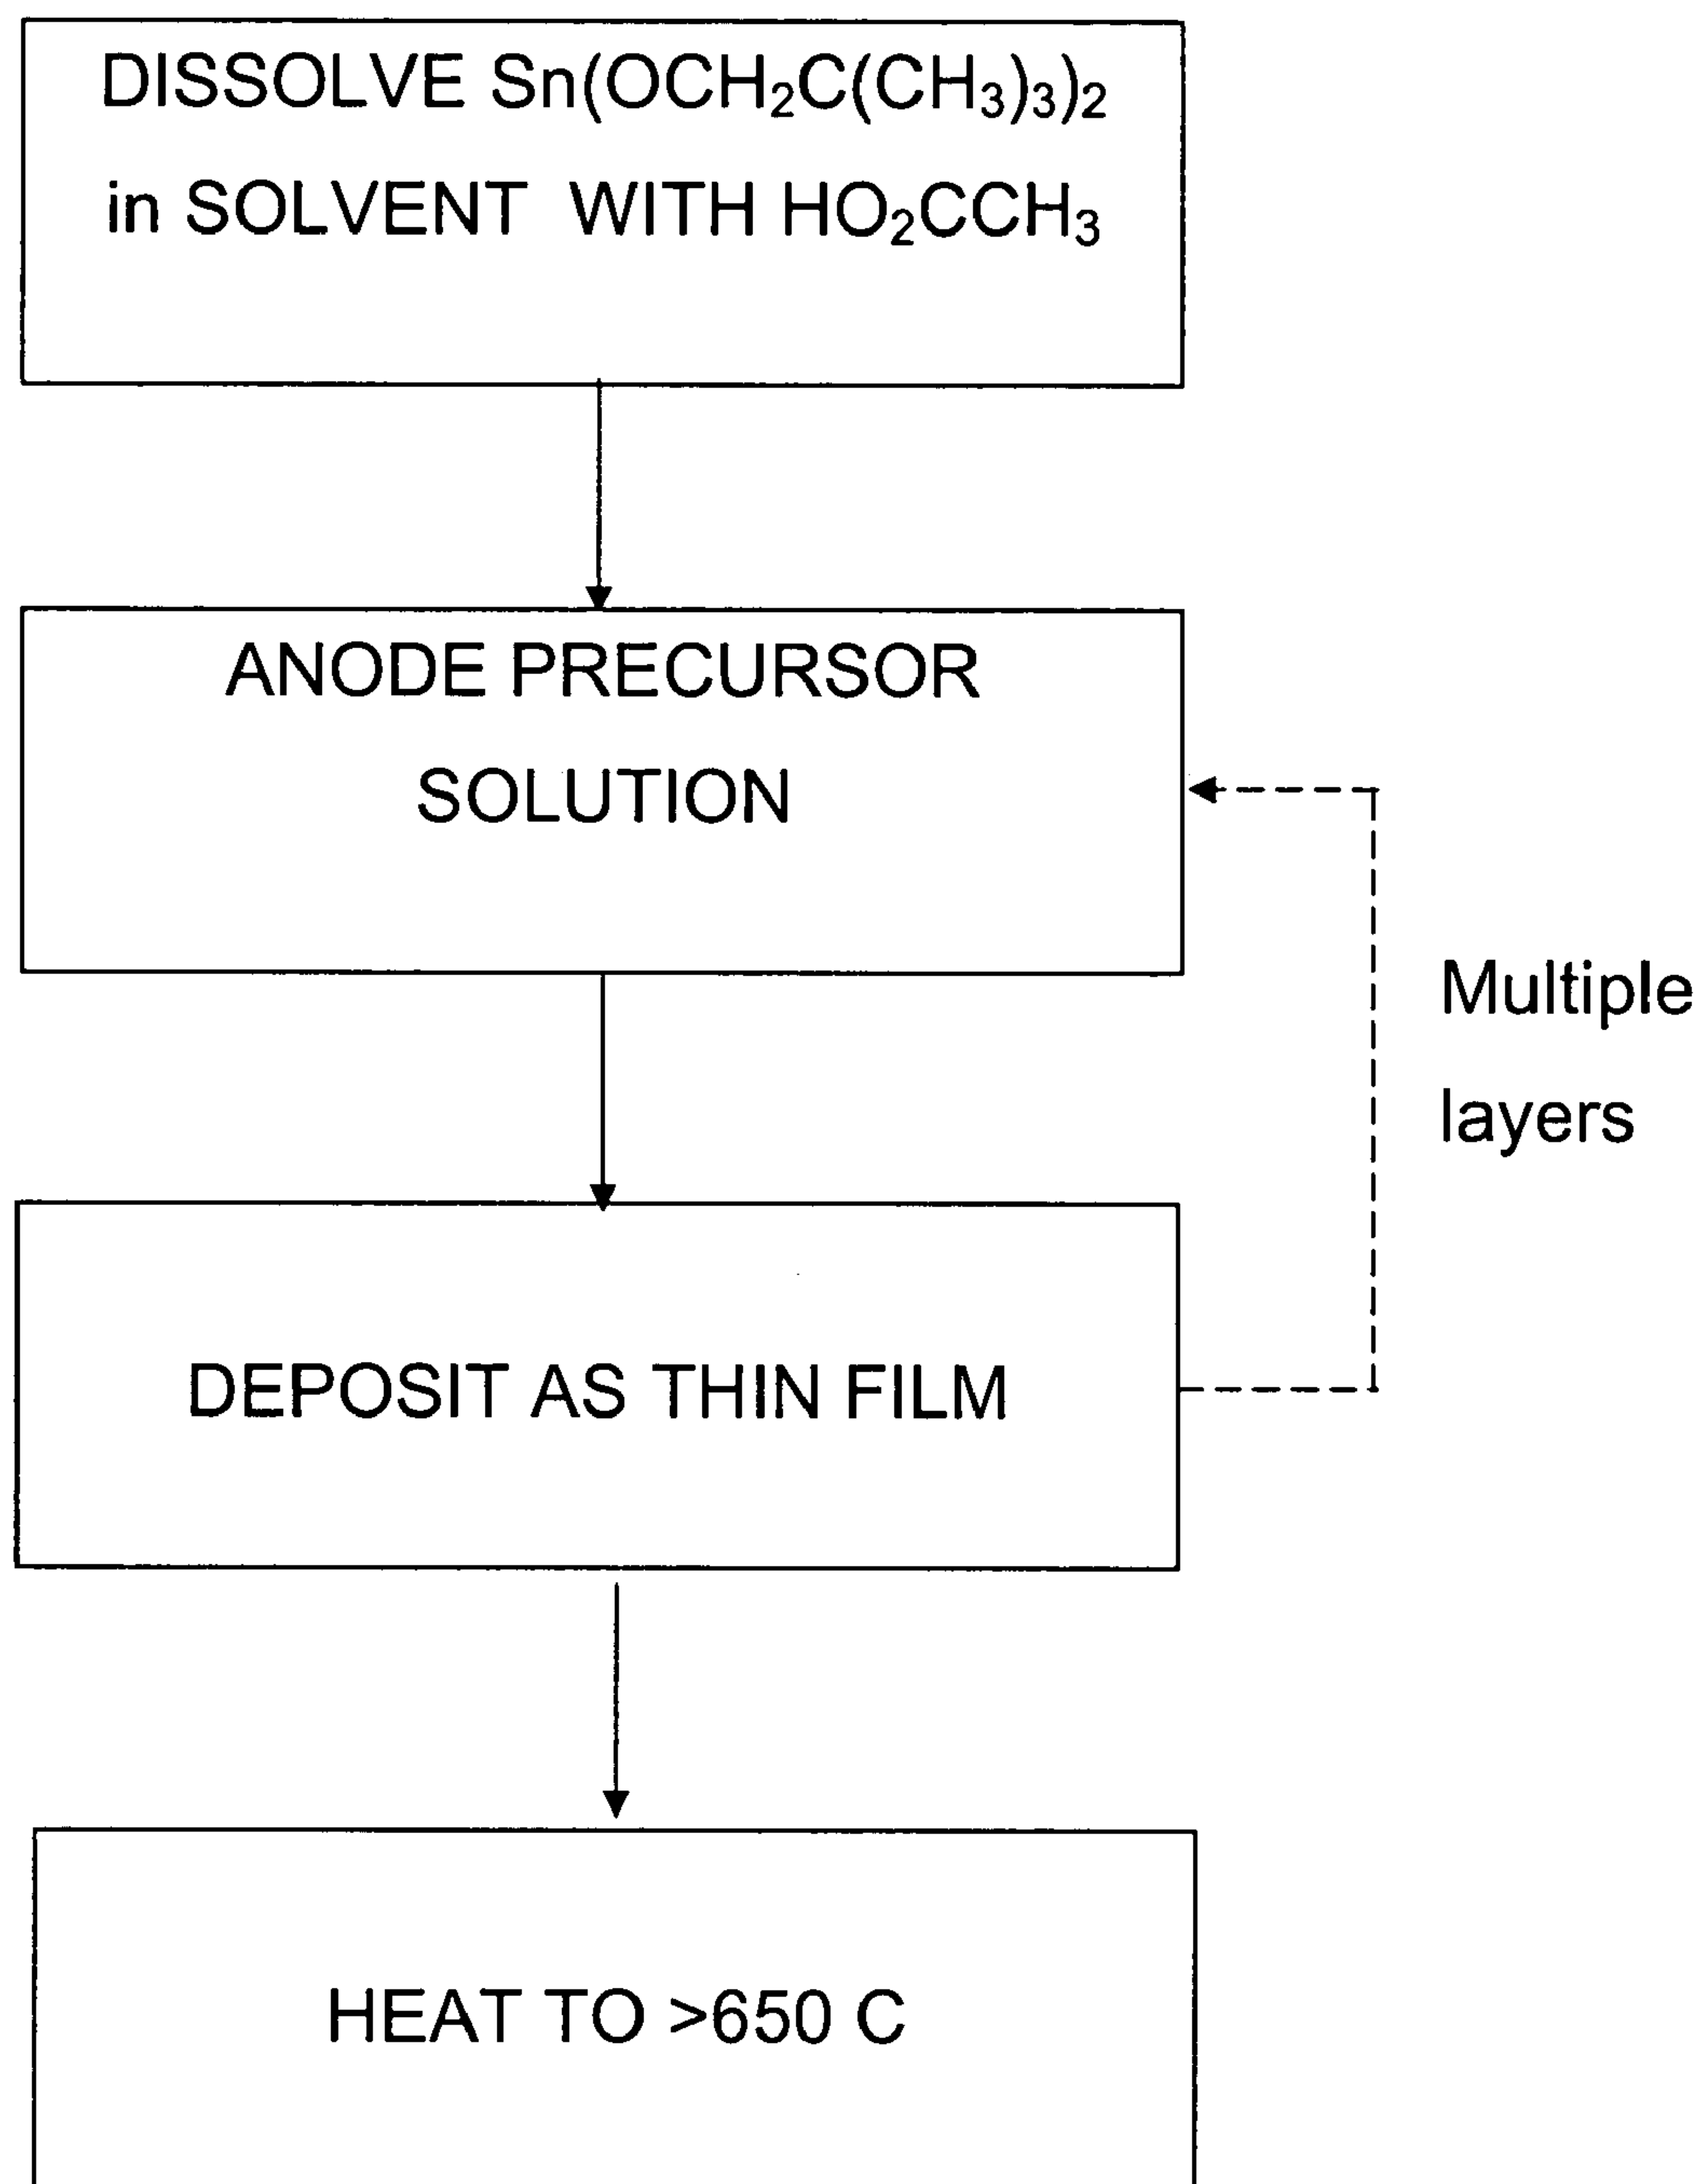 DISSOLVE Sn(OCH₂C(CH₃)₃)₂
in SOLVENT WITH HO₂CCH₃
ANODE PRECURSOR
SOLUTION
Multiple
layers
DEPOSIT AS THIN FILM
HEAT TO >650 C